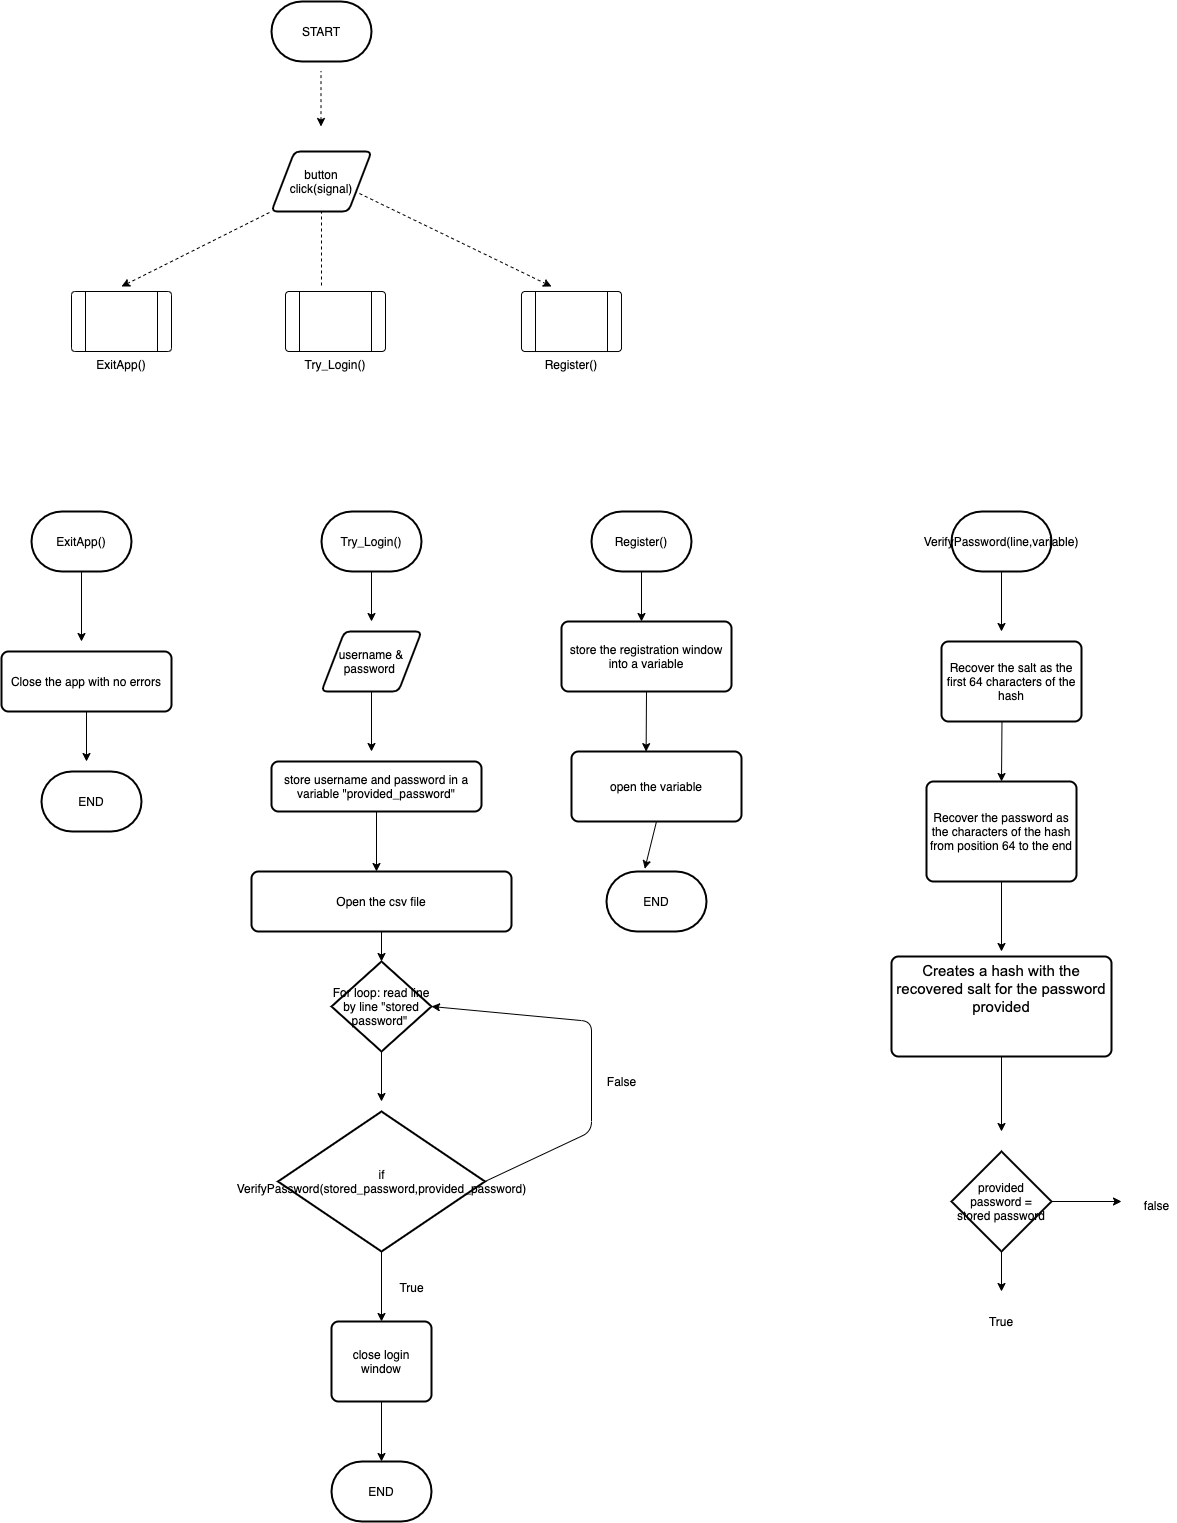 START
button
click(signal)
ExitApp()
Try_Login()
Register()
ExitApp()
Close the app with no errors
END
Try_Login()
username &
password
store username and password in a
variable "provided_password"
Open the csv file
For loop: read line
by line "stored
password"
False
if
VerifyPassword(stored_password,provided_password)
True
close login
window
END
Register()
store the registration window
into a variable
open the variable
END
VerifyPassword(line,variable)
Recover the salt as the
first 64 characters of the
hash
Recover the password as
the characters of the hash
from position 64 to the end
Creates a hash with the
recovered salt for the password
provided
provided
password =
stored password
false
True